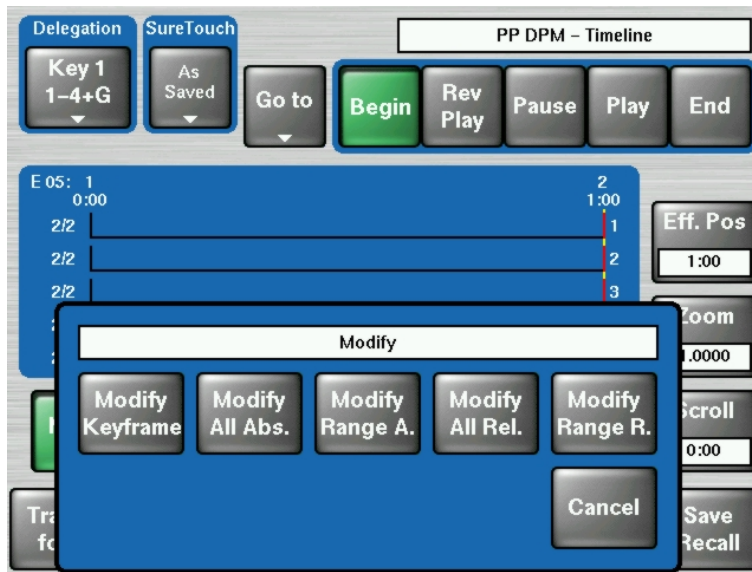 Delegation
SureTouch
PP DPM – Timeline
Key 1
1–4+G
As
Saved
Go to
Begin
Rev
Play
Pause
Play
End
E 05: 1
0:00
2
1:00
2/2
1
2/2
2
2/2
3
Eff. Pos
1:00
Zoom
.0000
Scroll
0:00
Modify
Modify
Keyframe
Modify
All Abs.
Modify
Range A.
Modify
All Rel.
Modify
Range R.
Cancel
Save
Recall